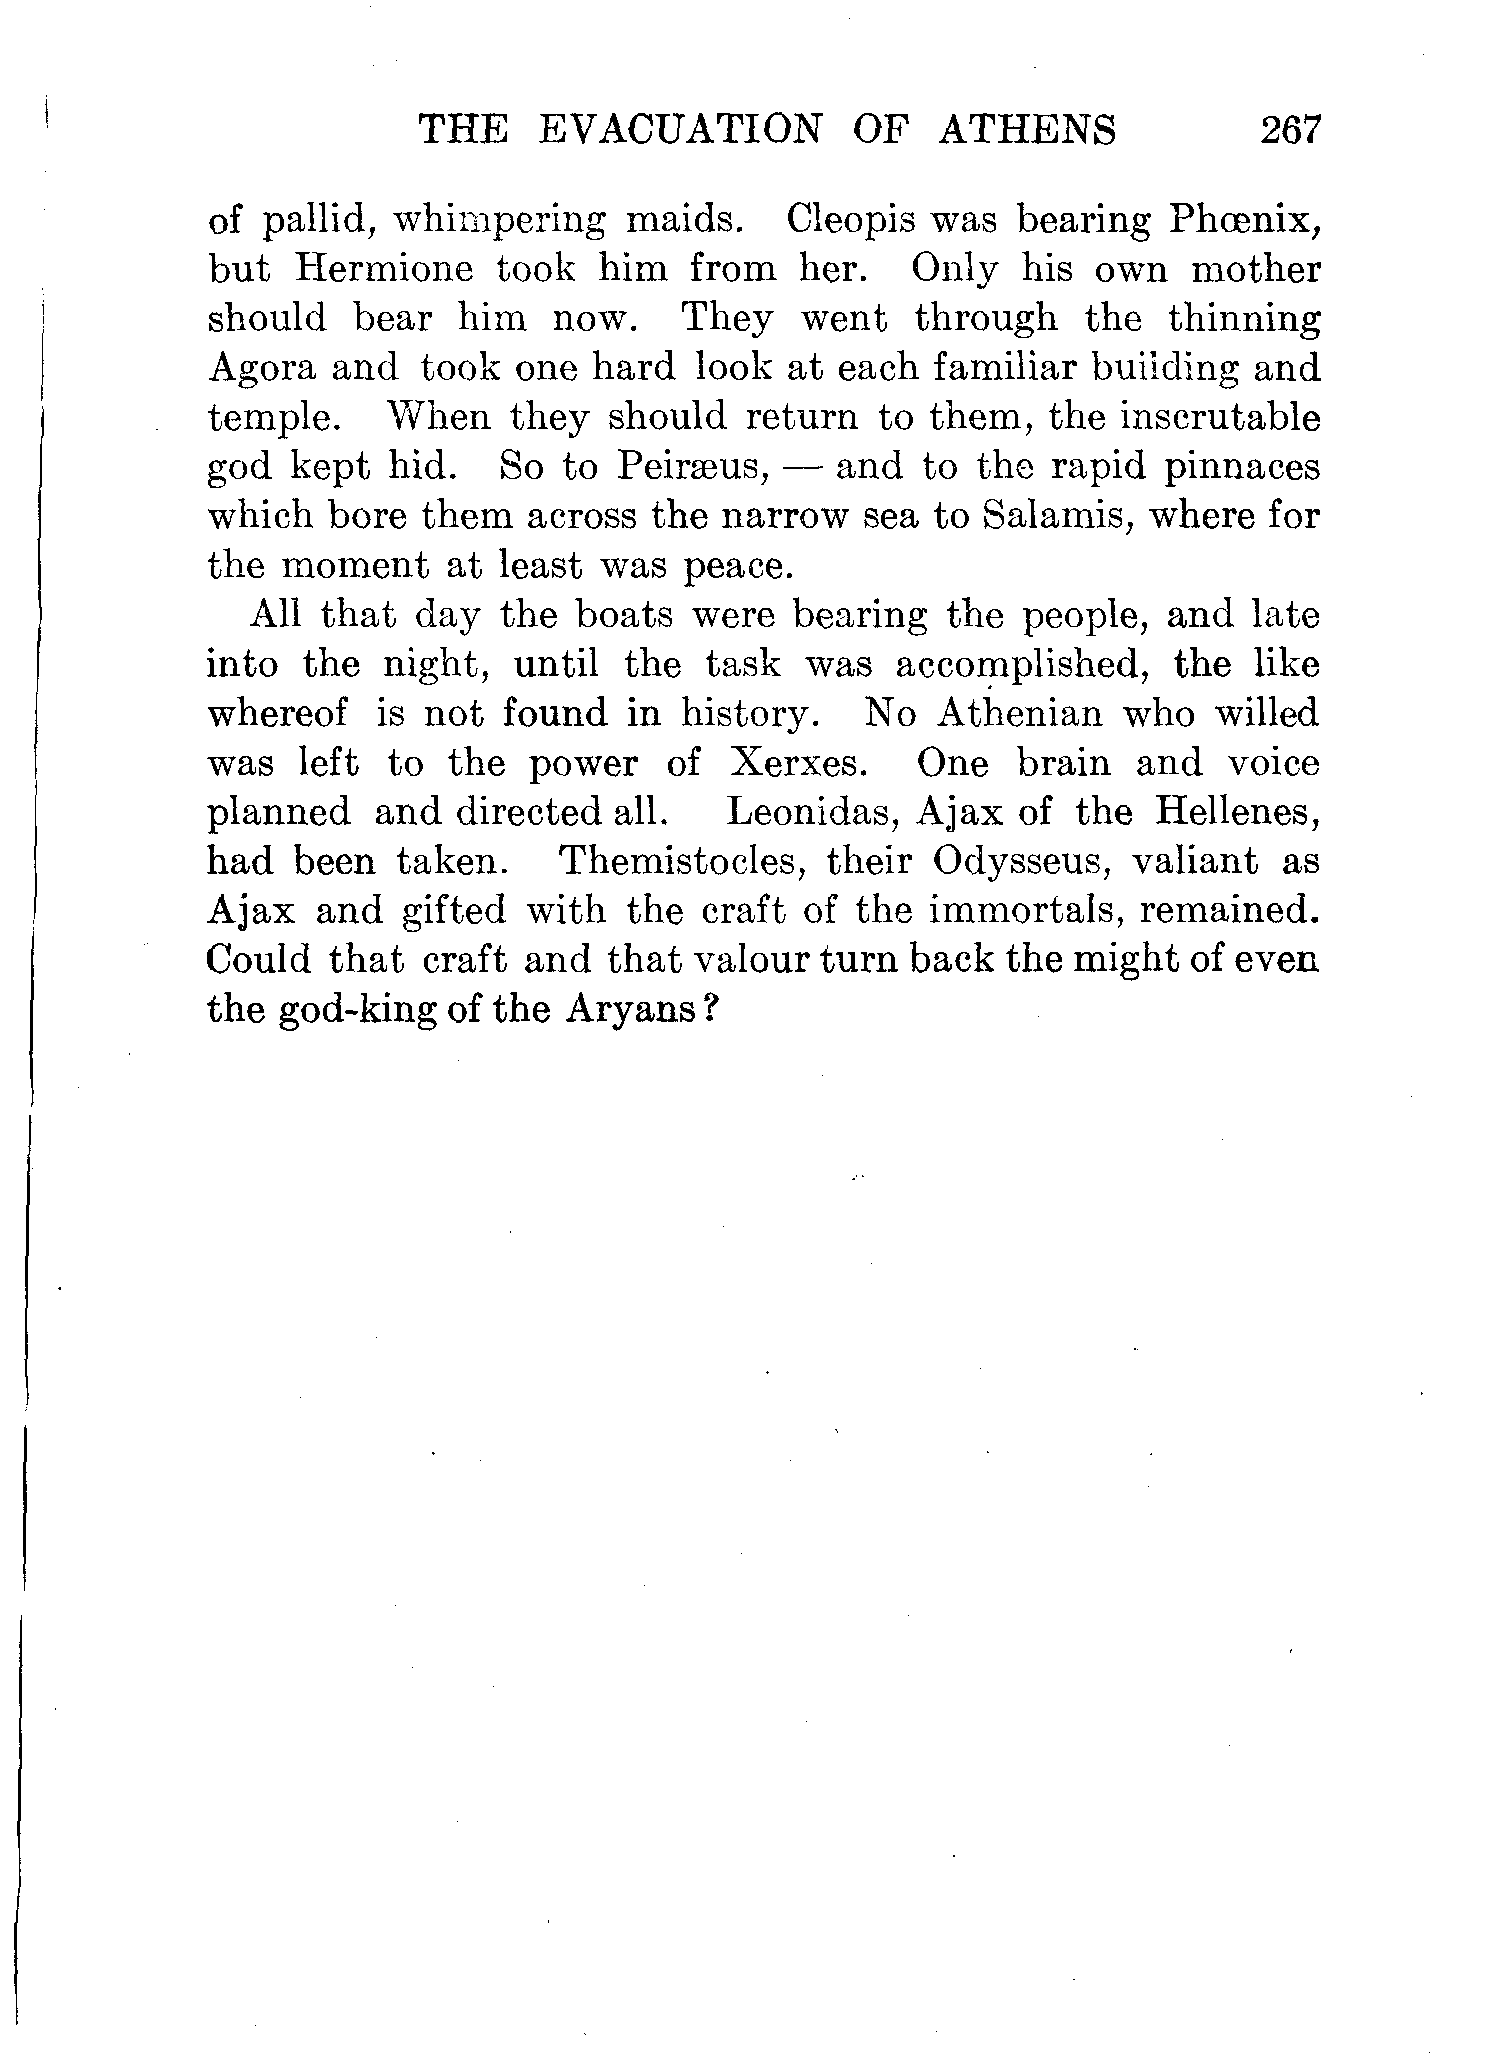 THE EVACUATION OF ATHENS 267
of pallid, whimpering maids. Cleopis was bearing Phœnix,
but Hermione took him from her. Only his own mother
should bear him now. They went through the thinning
Agora and took one hard look at each familiar building and
temple. When they should return to them, the inscrutable
god kept hid. So to Peiræus, — and to the rapid pinnaces
which bore them across the narrow sea to Salamis, where for
the moment at least was peace.
All that day the boats were bearing the people, and late
into the night, until the task was accomplished, the like
whereof is not found in history. No Athenian who willed
was left to the power of Xerxes. One brain and voice
planned and directed all. Leonidas, Ajax of the Hellenes,
had been taken. Themistocles, their Odysseus, valiant as
Ajax and gifted with the craft of the immortals, remained.
Could that craft and that valour turn back the might of even
the god-king of the Aryans?